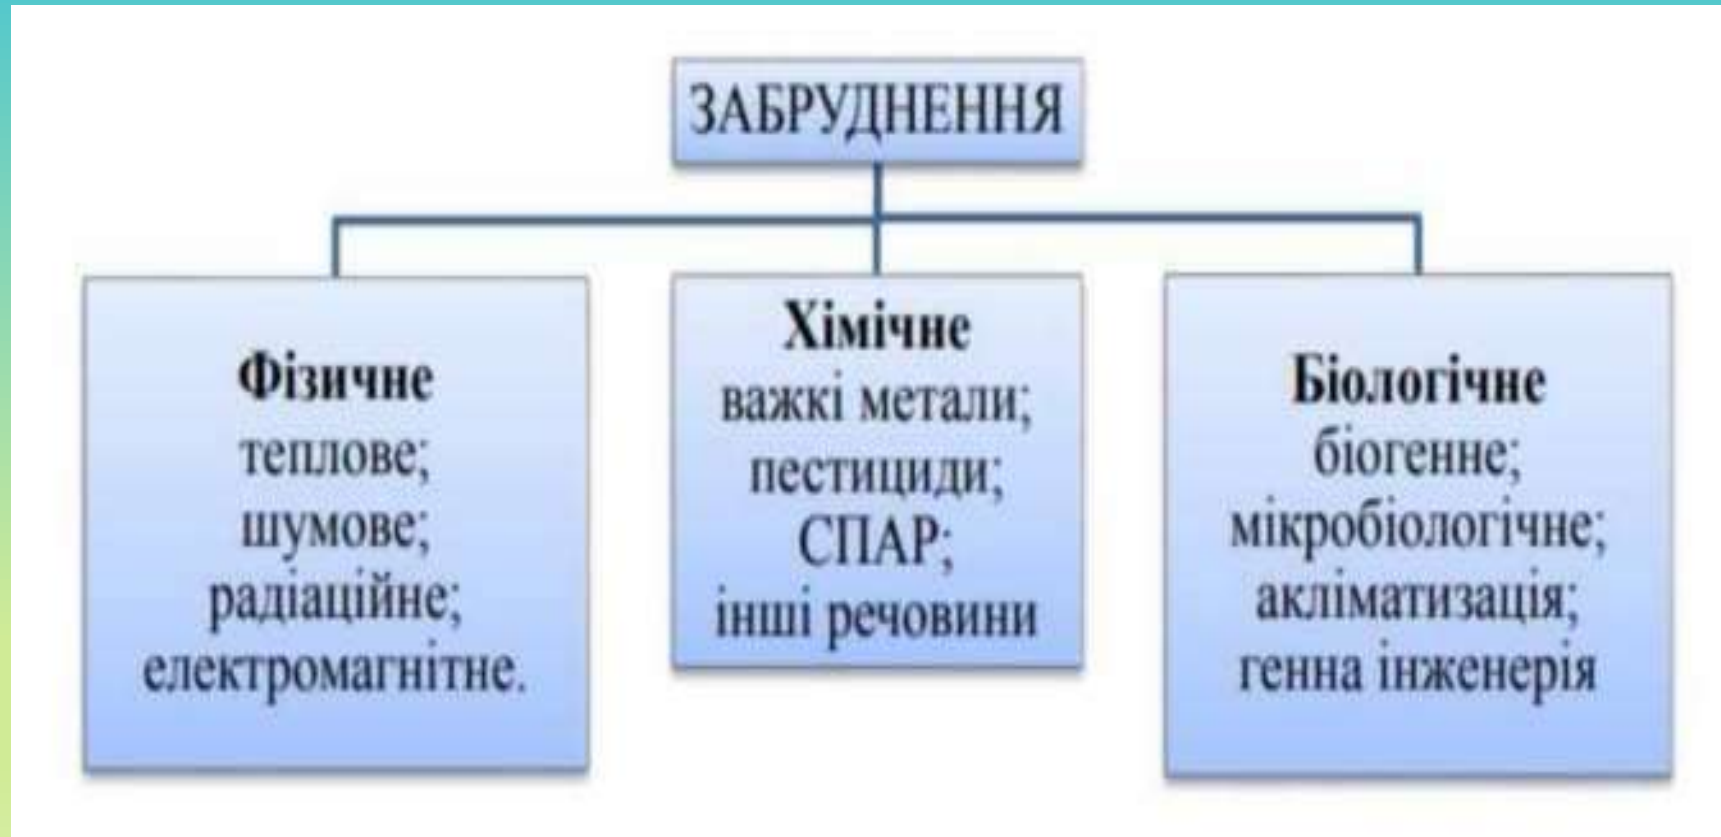 ЗАБРУДНЕННЯ
Фізичне
теплове;
шумове;
радіаційне;
електромагнітне.
Хімічне
важкі метали;
пестициди;
СПАР;
інші речовини
Біологічне
біогенне;
мікробіологічне;
акліматизація;
генна інженерія